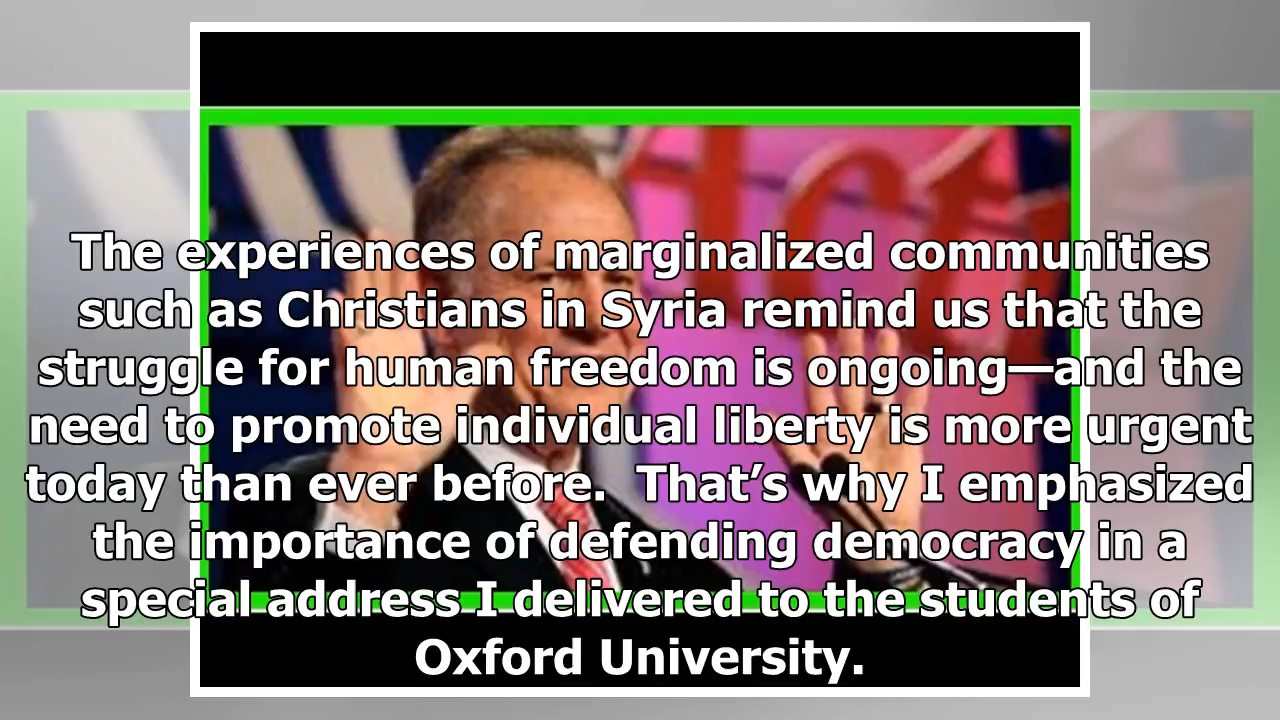 Act
The experiences of marginalized communities
such as Christians in Syria remind us that the
struggle for human freedom is ongoing—and the
need to promote individual liberty is more urgent
today than ever before.  That’s why I emphasized
the importance of defending democracy in a
special address I delivered to the students of
Oxford University.